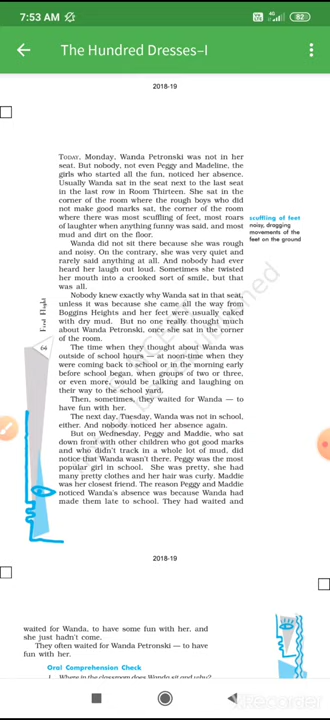 7:53 AM
82
The Hundred Dresses–I
2018-19
TODAY, Monday, Wanda Petronski was not in her
seat. But nobody, not even Peggy and Madeline, the
girls who started all the fun, noticed her absence.
Usually Wanda sat in the seat next to the last seat
in the last row in Room Thirteen. She sat in the
corner of the room where the rough boys who did
not make good marks sat, the corner of the room
where there was most scuffling of feet, most roars
of laughter when anything funny was said, and most
mud and dirt on the floor.
scuffling of feet
noisy, dragging
movements of the
feet on the ground
Wanda did not sit there because she was rough
and noisy. On the contrary, she was very quiet and
rarely said anything at all. And nobody had ever
heard her laugh out loud. Sometimes she twisted
her mouth into a crooked sort of smile, but that
was all.
Nobody knew exactly why Wanda sat in that seat,
unless it was because she came all the way from
Boggins Heights and her feet were usually caked
with dry mud. But no one really thought much
about Wanda Petronski, once she sat in the corner
of the room.
First Flight
64
The time when they thought about Wanda was
outside of school hours — at noon-time when they
were coming back to school or in the morning early
before school began, when groups of two or three,
or even more, would be talking and laughing on
their way to the school yard.
Then, sometimes, they waited for Wanda — to
have fun with her.
The next day, Tuesday, Wanda was not in school,
either. And nobody noticed her absence again.
But on Wednesday, Peggy and Maddie, who sat
down front with other children who got good marks
and who didn't track in a whole lot of mud, did
notice that Wanda wasn't there. Peggy was the most
popular girl in school. She was pretty, she had
many pretty clothes and her hair was curly. Maddie
was her closest friend. The reason Peggy and Maddie
noticed Wanda's absence was because Wanda had
made them late to school. They had waited and
2018-19
waited for Wanda, to have some fun with her, and
she just hadn't come.
They often waited for Wanda Petronski — to have
fun with her.
Oral Comprehension Check
1. Where in the classroom does Wanda sit and why?